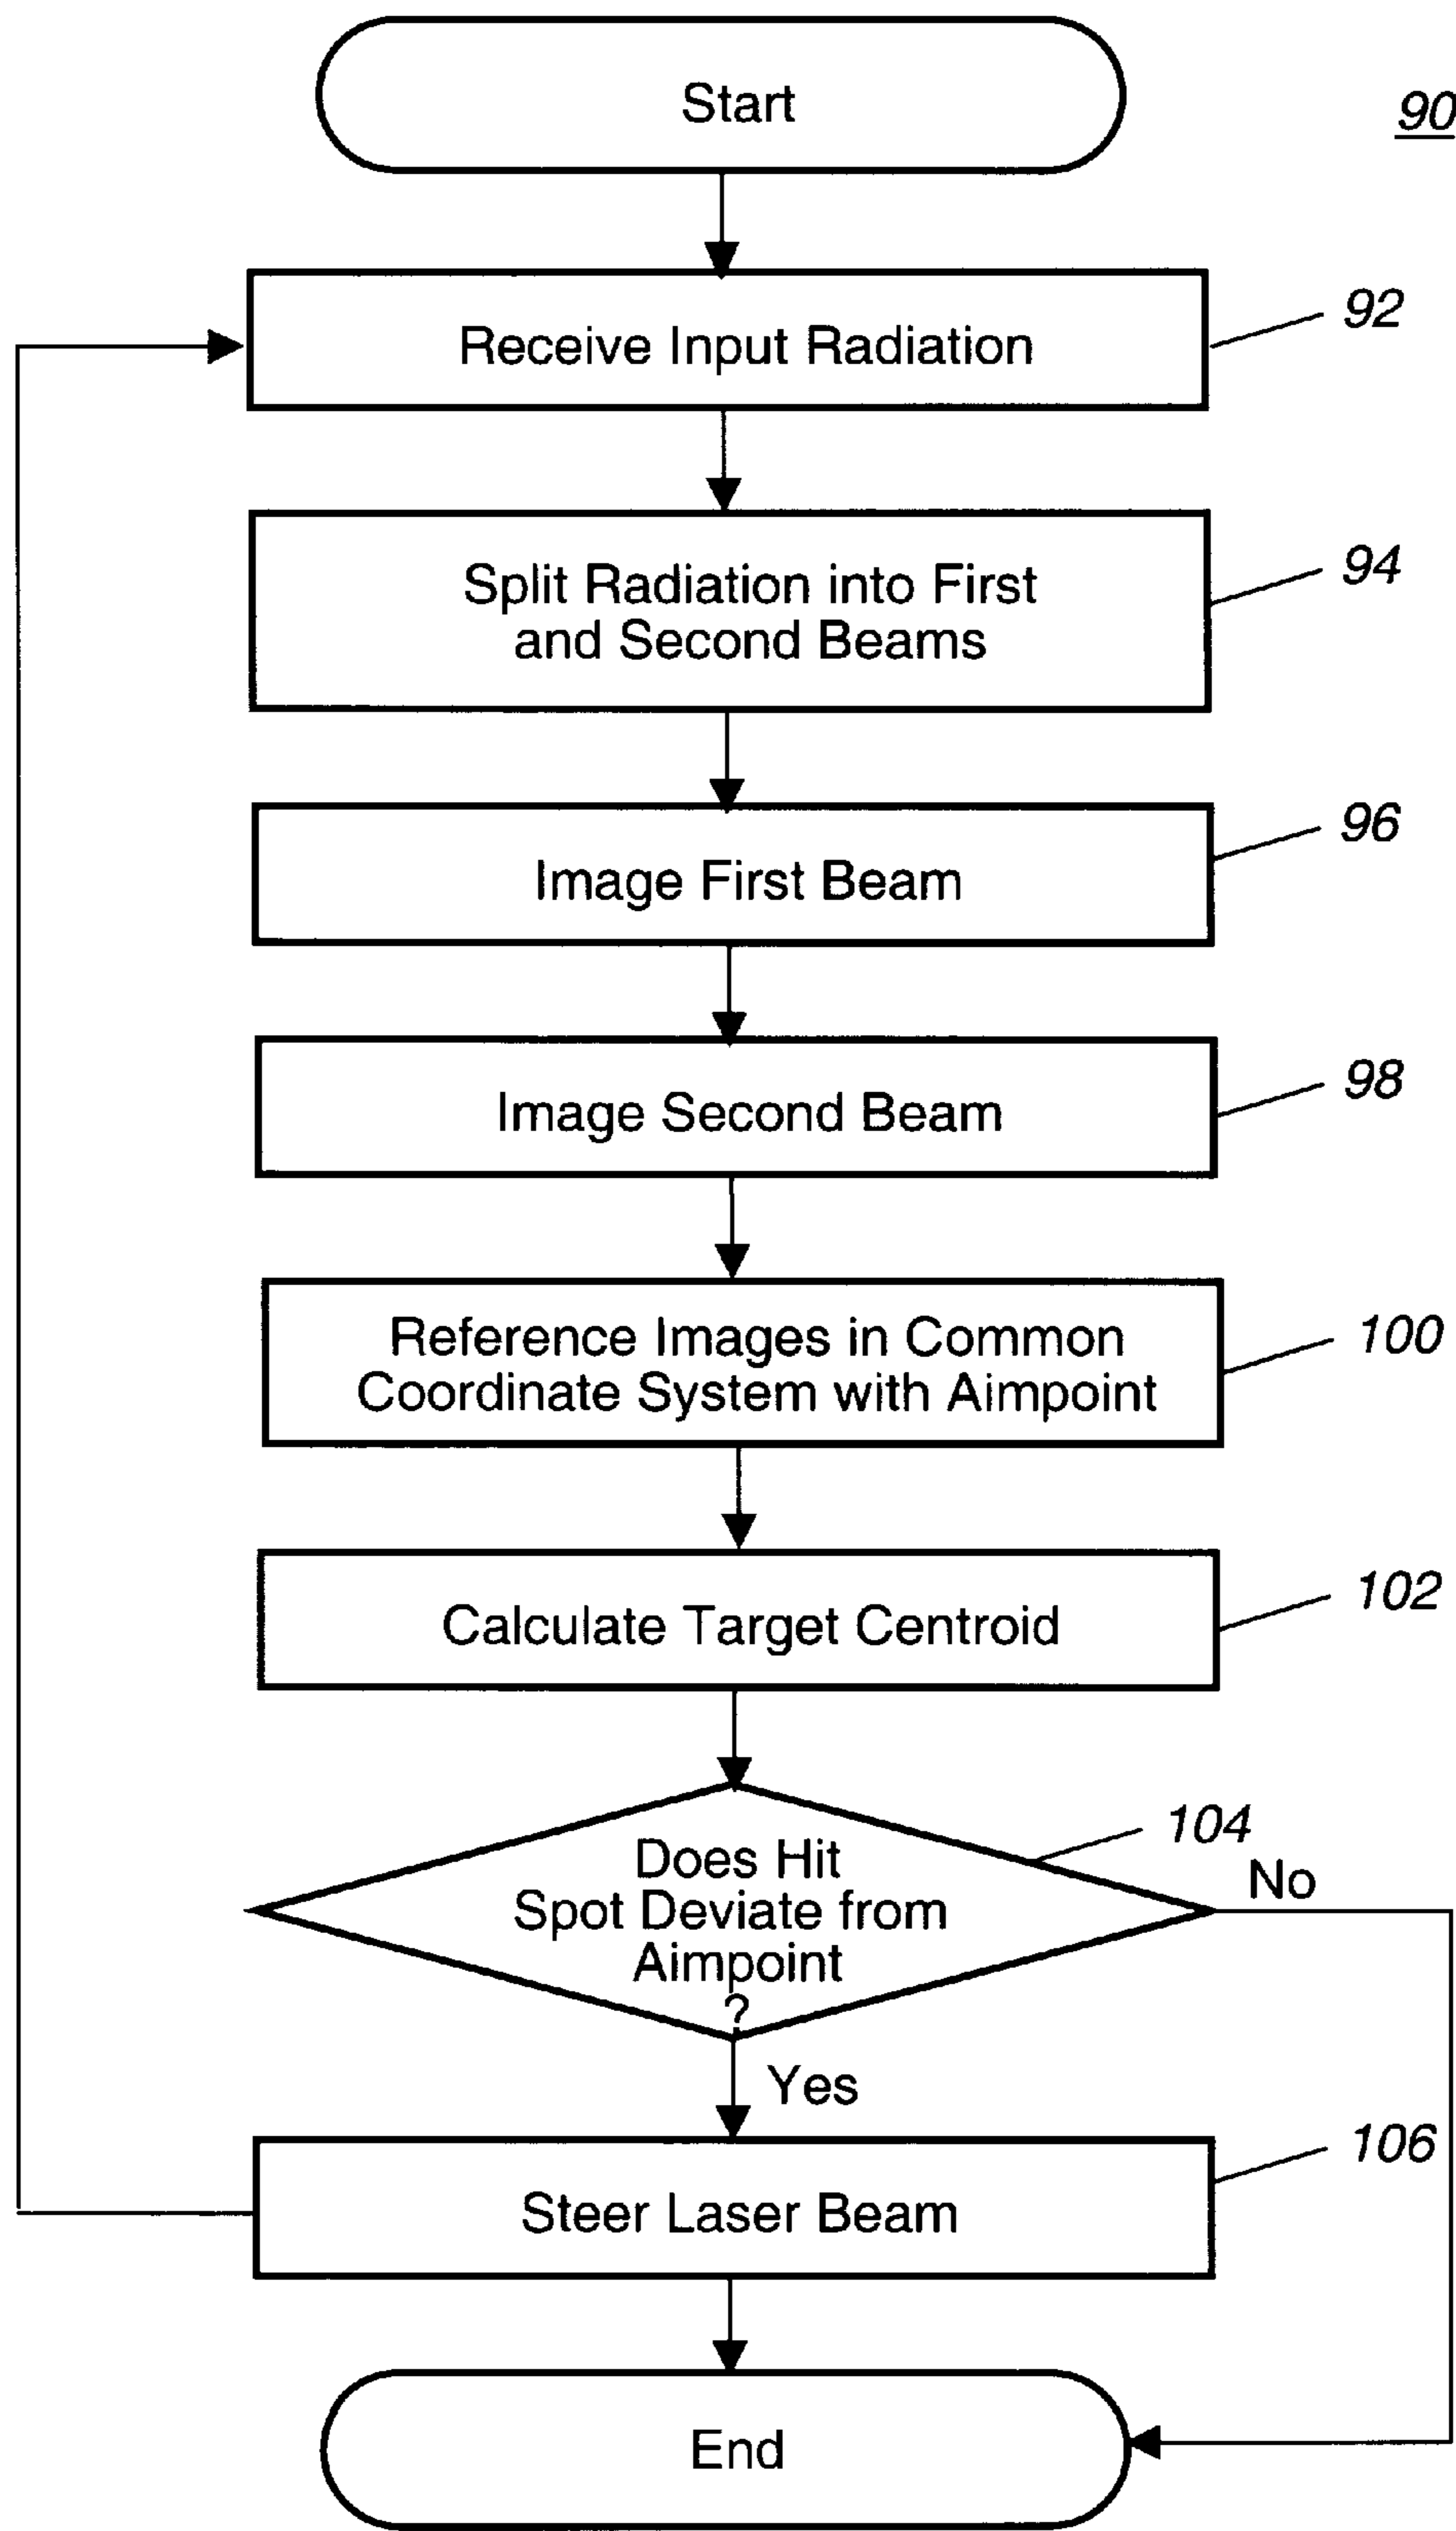 Start
90
Receive Input Radiation
92
Split Radiation into First
and Second Beams
94
Image First Beam
96
Image Second Beam
98
Reference Images in Common
Coordinate System with Aimpoint
100
Calculate Target Centroid
102
Does Hit
Spot Deviate from
Aimpoint
?
104
No
Yes
Steer Laser Beam
106
End